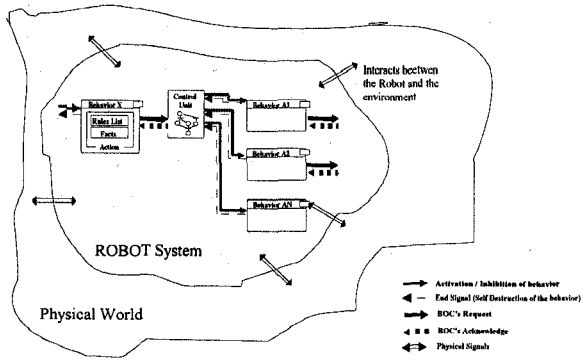 Interacts beetwen
the Robot and the
environment
Control
Unit
Behavior X
Rules List
Facts
Action
Behavior A1
Behavior A2
Behavior AN
ROBOT System
Physical World
Activation / Inhibition of behavior
End Signal (Self Destruction of the behavior)
BOC's Request
BOC's Acknowledge
Physical Signals